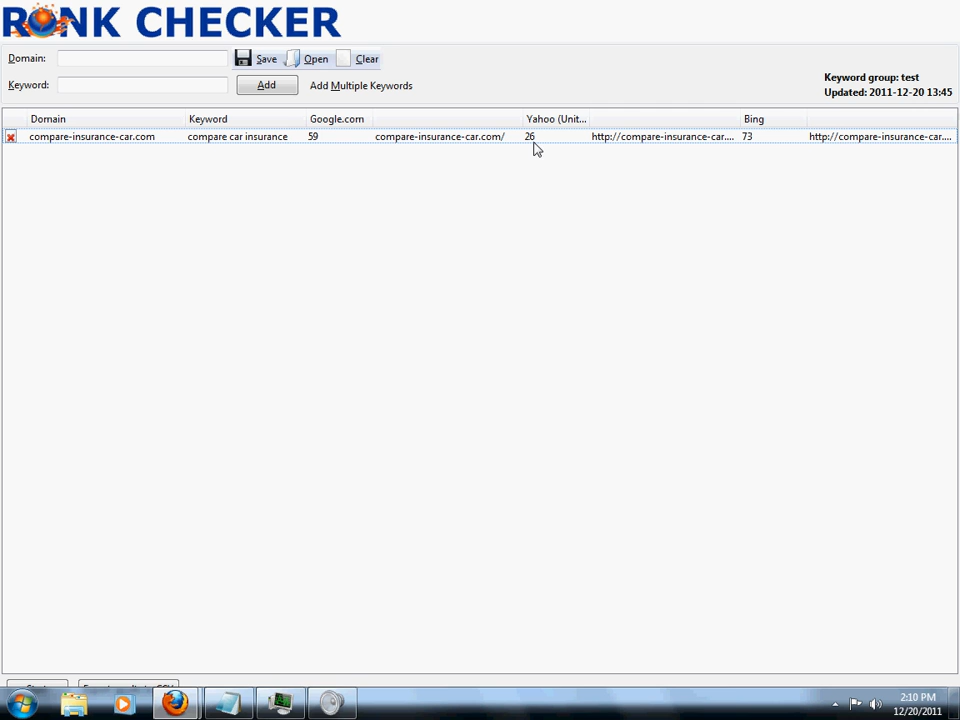 RANK CHECKER
Domain: Save Open Clear
Keyword: Add Add Multiple Keywords
Keyword group: test
Updated: 2011-12-20 13:45
Domain Keyword Google.com Yahoo (Unit... Bing
compare-insurance-car.com compare car insurance 59 compare-insurance-car.com/ 26 http://compare-insurance-car.... 73 http://compare-insurance-car....
2:10 PM
12/20/2011